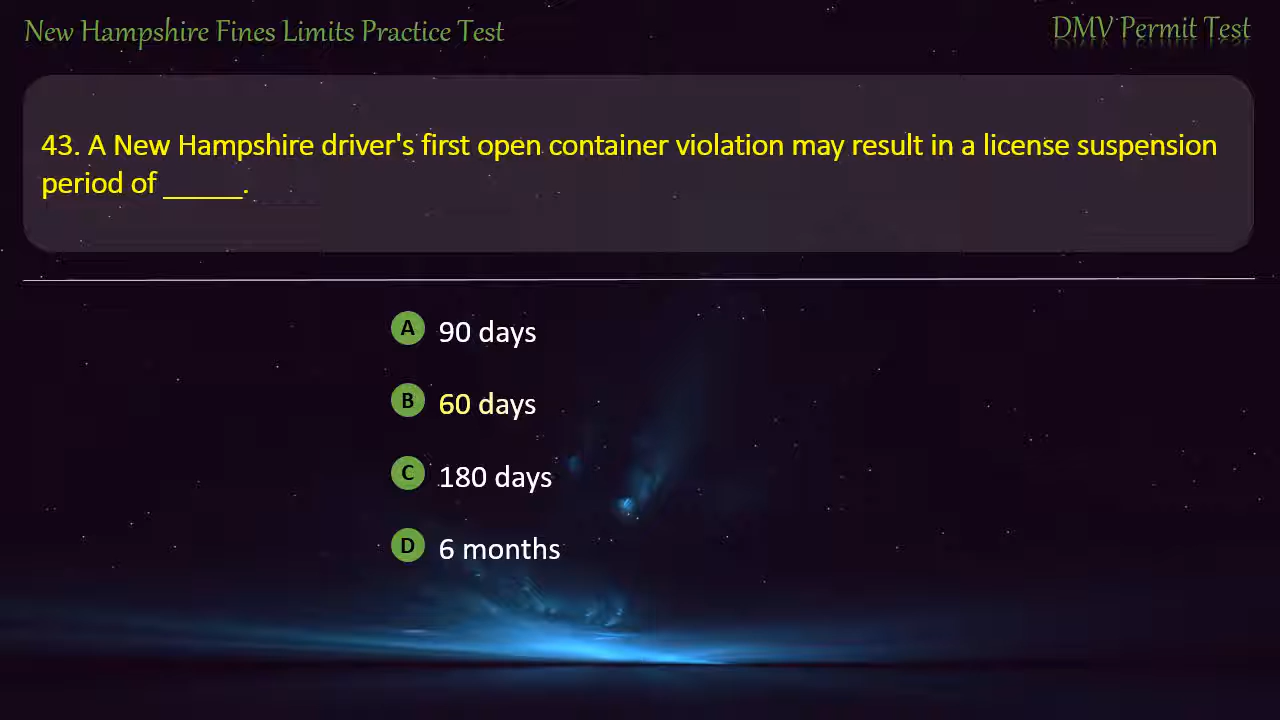 New Hampshire Fines Limits Practice Test
DMV Permit Test
43. A New Hampshire driver's first open container violation may result in a license suspension
period of _____.
A 90 days
B 60 days
C 180 days
D 6 months